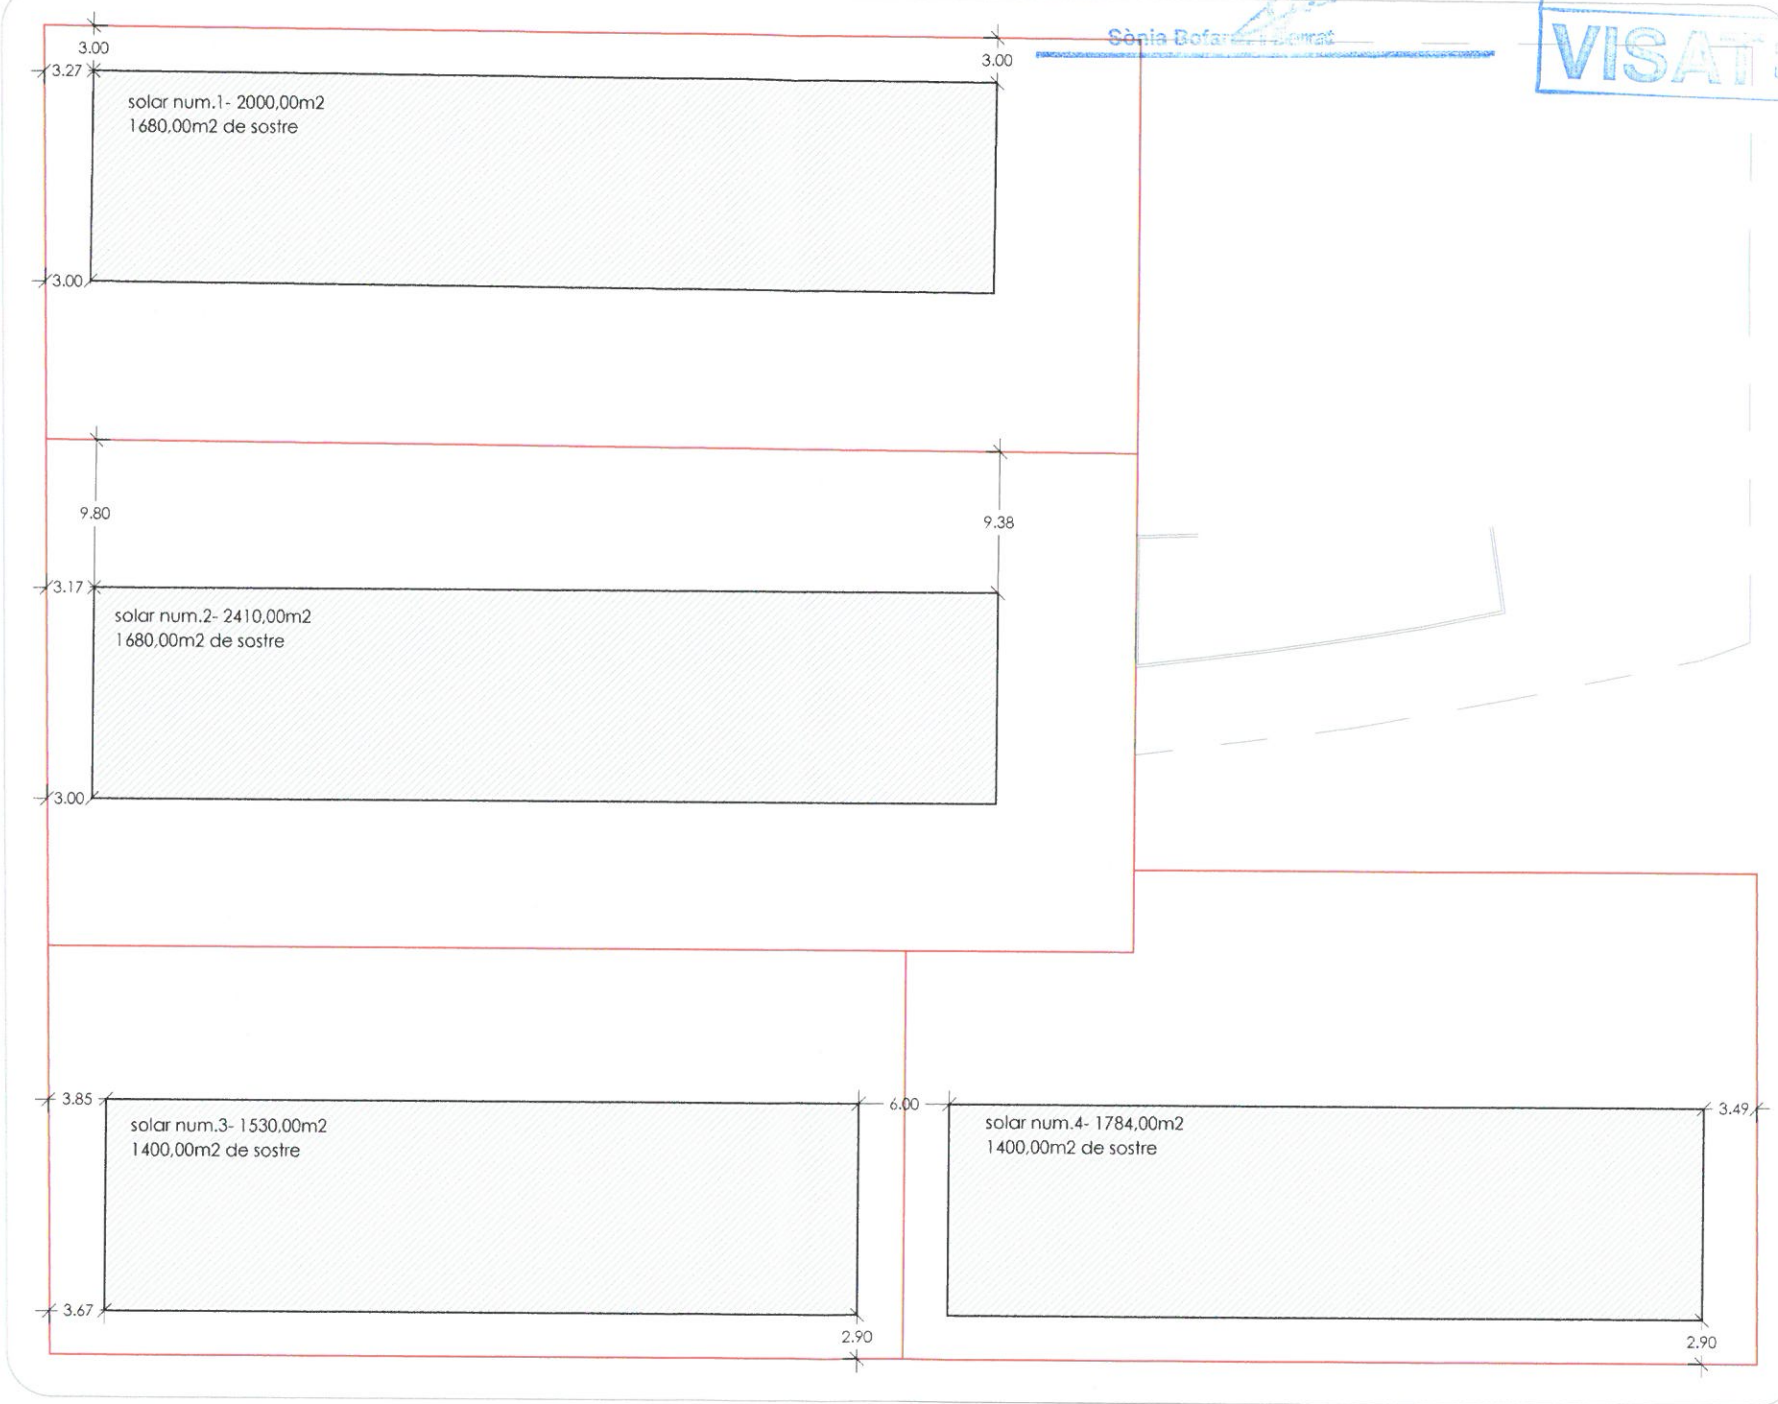 Sònia Bofa
VISAT
3.00
3.00
3.27
solar num.1- 2000,00m2
1680,00m2 de sostre
3.00
9.80
9.38
3.17
solar num.2- 2410,00m2
1680,00m2 de sostre
3.00
3.85
6.00
3.49
solar num.3- 1530,00m2
1400,00m2 de sostre
solar num.4- 1784,00m2
1400,00m2 de sostre
3.67
2.90
2.90